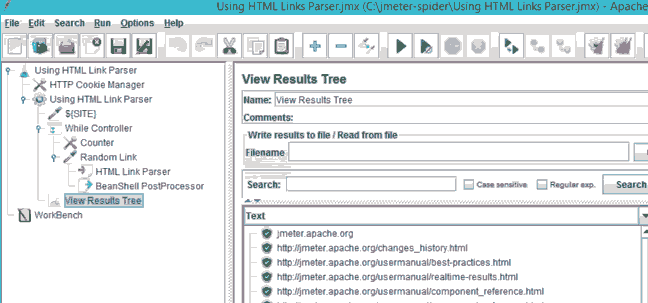 Using HTML Links Parser.jmx (C:\jmeter-spider\Using HTML Links Parser.jmx) - Apache
File Edit Search Run Options Help
Using HTML Link Parser
HTTP Cookie Manager
Using HTML Link Parser
${SITE}
While Controller
Counter
Random Link
HTML Link Parser
BeanShell PostProcessor
View Results Tree
WorkBench
View Results Tree
Name: View Results Tree
Comments:
Write results to file / Read from file
Filename
Search: Case sensitive Regular exp. Search
Text
jmeter.apache.org
http://jmeter.apache.org/changes_history.html
http://jmeter.apache.org/usermanual/best-practices.html
http://jmeter.apache.org/usermanual/realtime-results.html
http://jmeter.apache.org/usermanual/component_reference.html